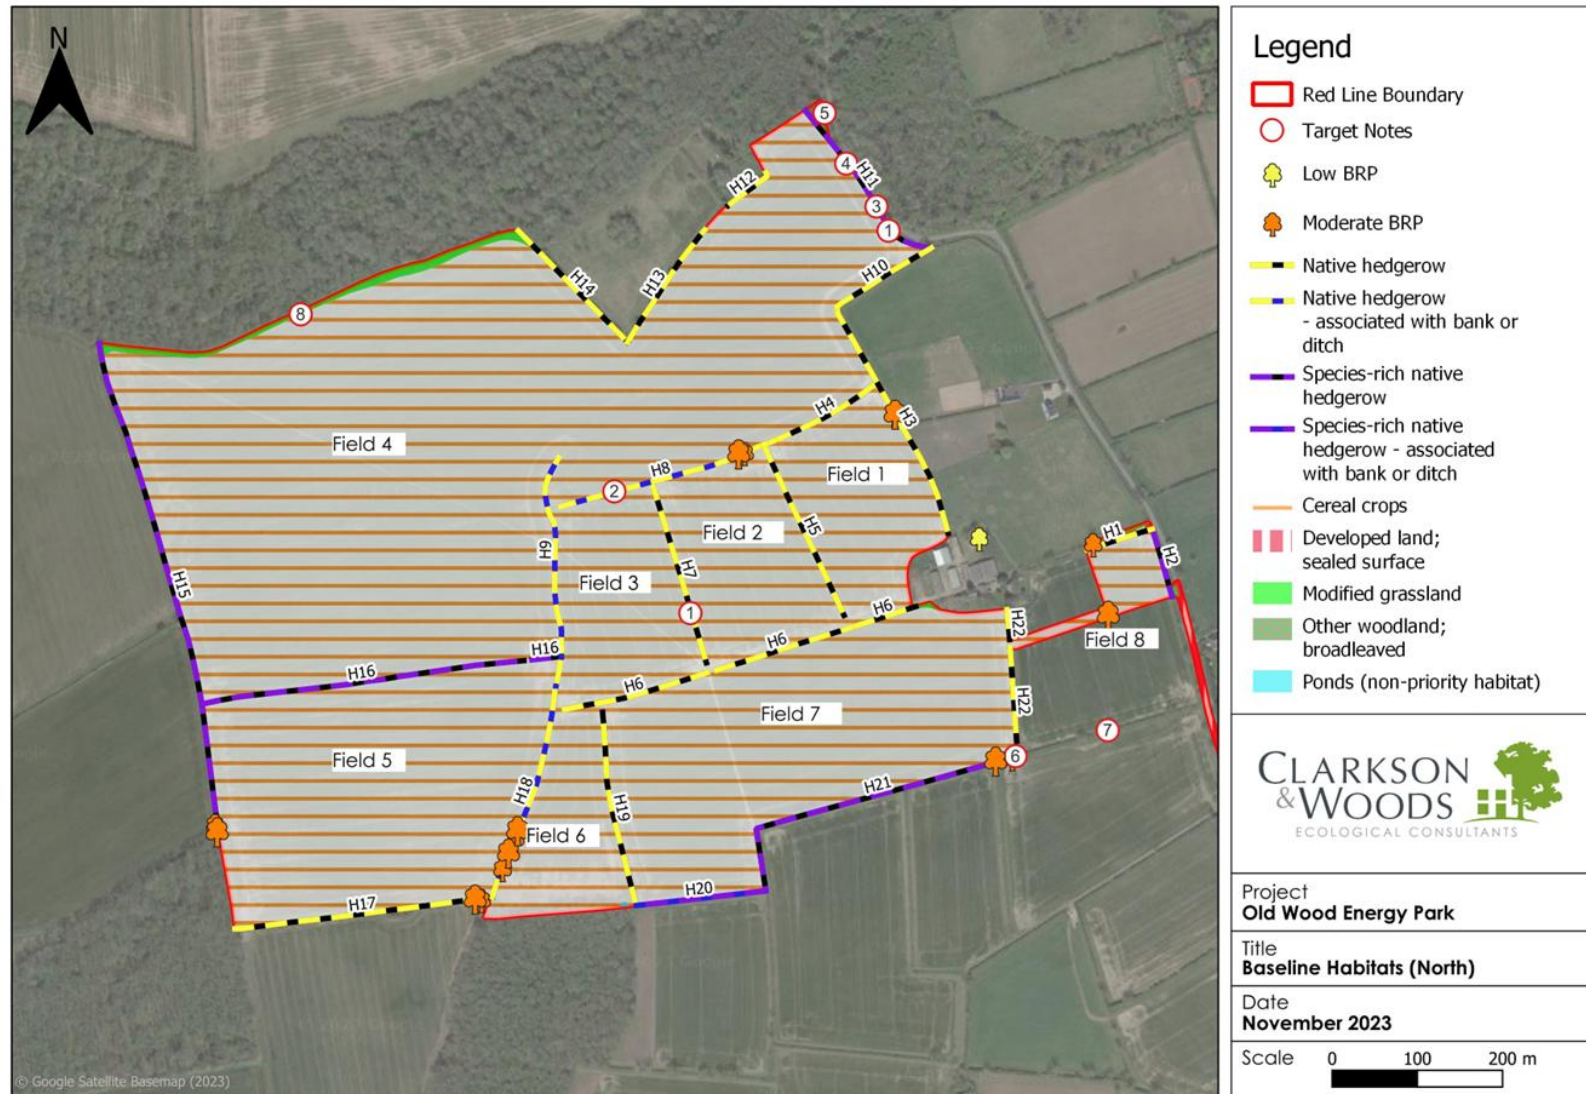 N
5
4
H11
3
1
H12
H10
H13
H14
8
H4
H3
Field 4
H8
Field 1
2
Field 2
H5
H1
H2
H9
H7
Field 3
1
H6
H6
H6
H22
Field 8
H15
H16
H16
H22
Field 7
7
6
Field 5
H21
H18
H19
Field 6
H20
H17
© Google Satellite Basemap (2023)
Legend
Red Line Boundary
Target Notes
Low BRP
Moderate BRP
Native hedgerow
Native hedgerow
- associated with bank or
ditch
Species-rich native
hedgerow
Species-rich native
hedgerow - associated
with bank or ditch
Cereal crops
Developed land;
sealed surface
Modified grassland
Other woodland;
broadleaved
Ponds (non-priority habitat)
CLARKSON
&WOODS
ECOLOGICAL CONSULTANTS
Project
Old Wood Energy Park
Title
Baseline Habitats (North)
Date
November 2023
Scale 0 100 200 m